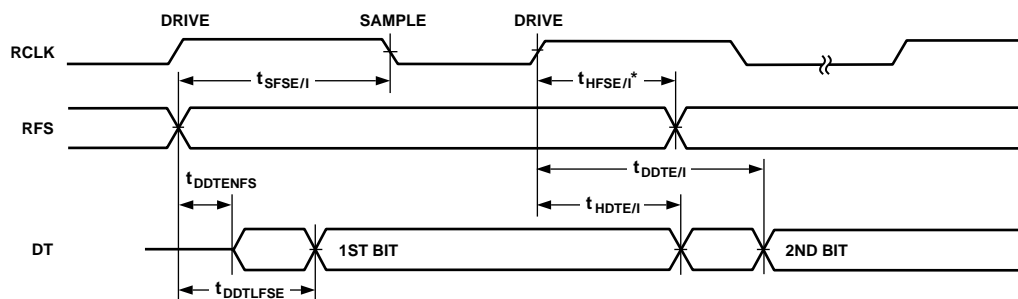 DRIVE SAMPLE DRIVE
RCLK
tSFSE/I tHFSE/I*
RFS
tDDTE/I
tDDTENFS
tHDTE/I
DT 1ST BIT 2ND BIT
tDDTLFSE